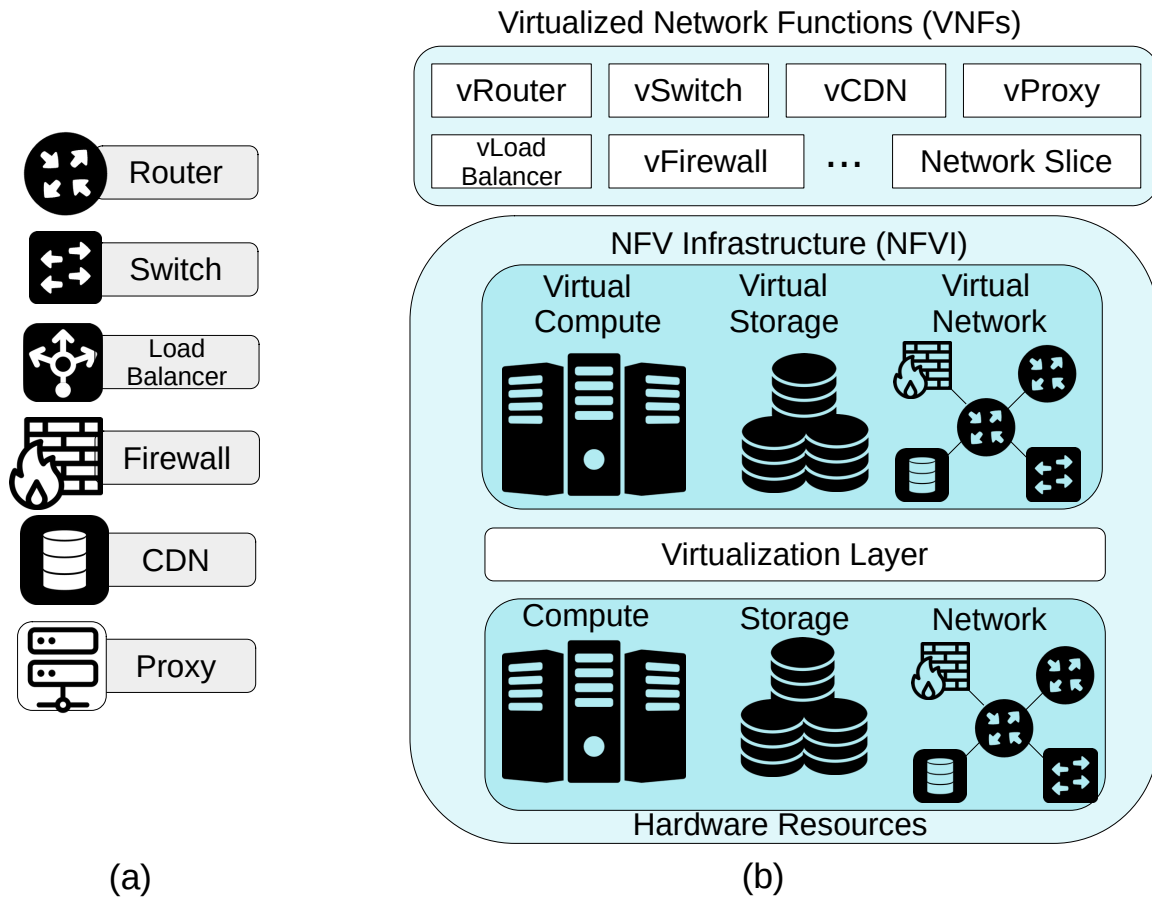 Router
Switch
Load
Balancer
Firewall
CDN
Proxy
(a)
Virtualized Network Functions (VNFs)
vRouter
vSwitch
vCDN
vProxy
vLoad
Balancer
vFirewall
...
Network Slice
NFV Infrastructure (NFVI)
Virtual
Compute
Virtual
Storage
Virtual
Network
Virtualization Layer
Compute
Storage
Network
Hardware Resources
(b)